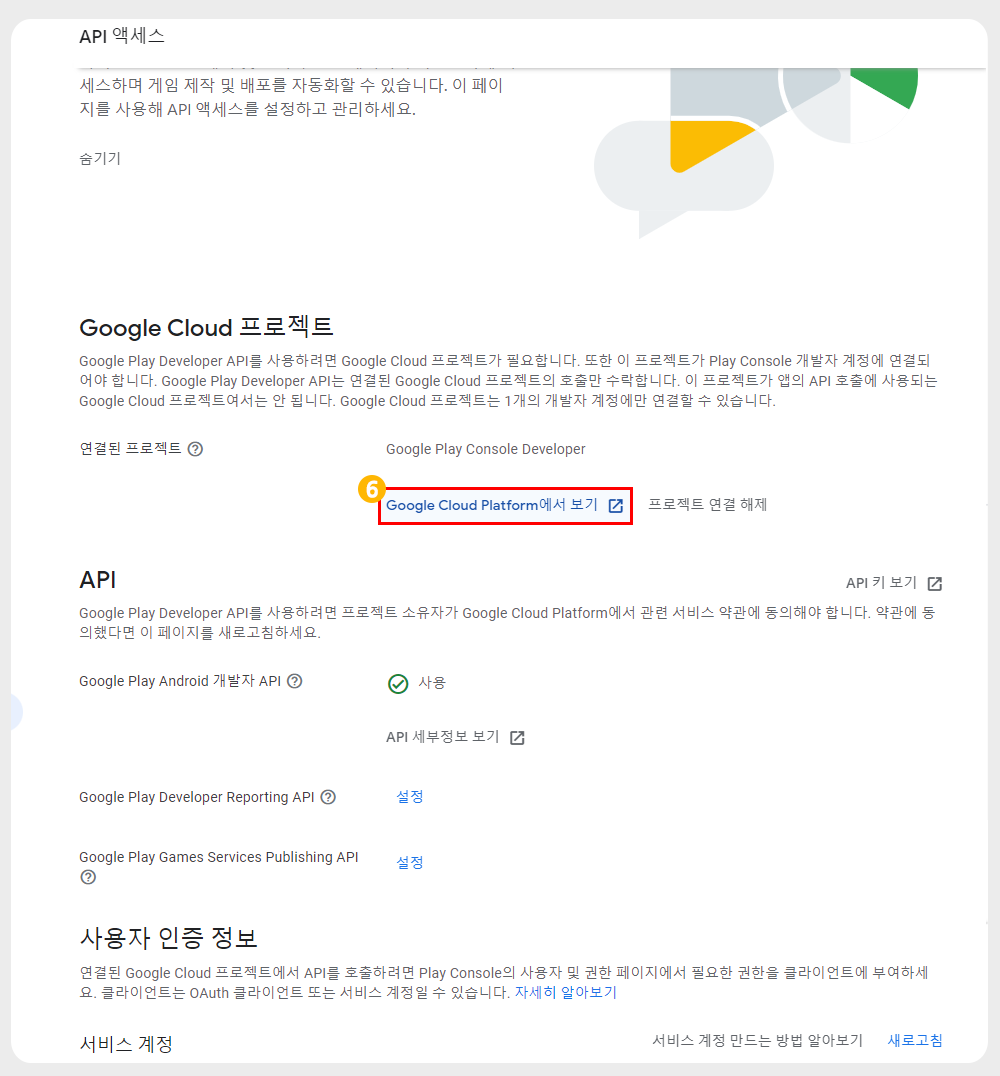 API 액세스
세스하며 게임 제작 및 배포를 자동화할 수 있습니다. 이 페이
지를 사용해 API 액세스를 설정하고 관리하세요.
숨기기
Google Cloud 프로젝트
Google Play Developer API를 사용하려면 Google Cloud 프로젝트가 필요합니다. 또한 이 프로젝트가 Play Console 개발자 계정에 연결되
어야 합니다. Google Play Developer API는 연결된 Google Cloud 프로젝트의 호출만 수락합니다. 이 프로젝트가 앱의 API 호출에 사용되는
Google Cloud 프로젝트여서는 안 됩니다. Google Cloud 프로젝트는 1개의 개발자 계정에만 연결할 수 있습니다.
연결된 프로젝트 Google Play Console Developer
6 Google Cloud Platform에서 보기 프로젝트 연결 해제
API API 키 보기
Google Play Developer API를 사용하려면 프로젝트 소유자가 Google Cloud Platform에서 관련 서비스 약관에 동의해야 합니다. 약관에 동
의했다면 이 페이지를 새로고침하세요.
Google Play Android 개발자 API 사용
API 세부정보 보기
Google Play Developer Reporting API 설정
Google Play Games Services Publishing API 설정
사용자 인증 정보
연결된 Google Cloud 프로젝트에서 API를 호출하려면 Play Console의 사용자 및 권한 페이지에서 필요한 권한을 클라이언트에 부여하세
요. 클라이언트는 OAuth 클라이언트 또는 서비스 계정일 수 있습니다. 자세히 알아보기
서비스 계정 서비스 계정 만드는 방법 알아보기 새로고침